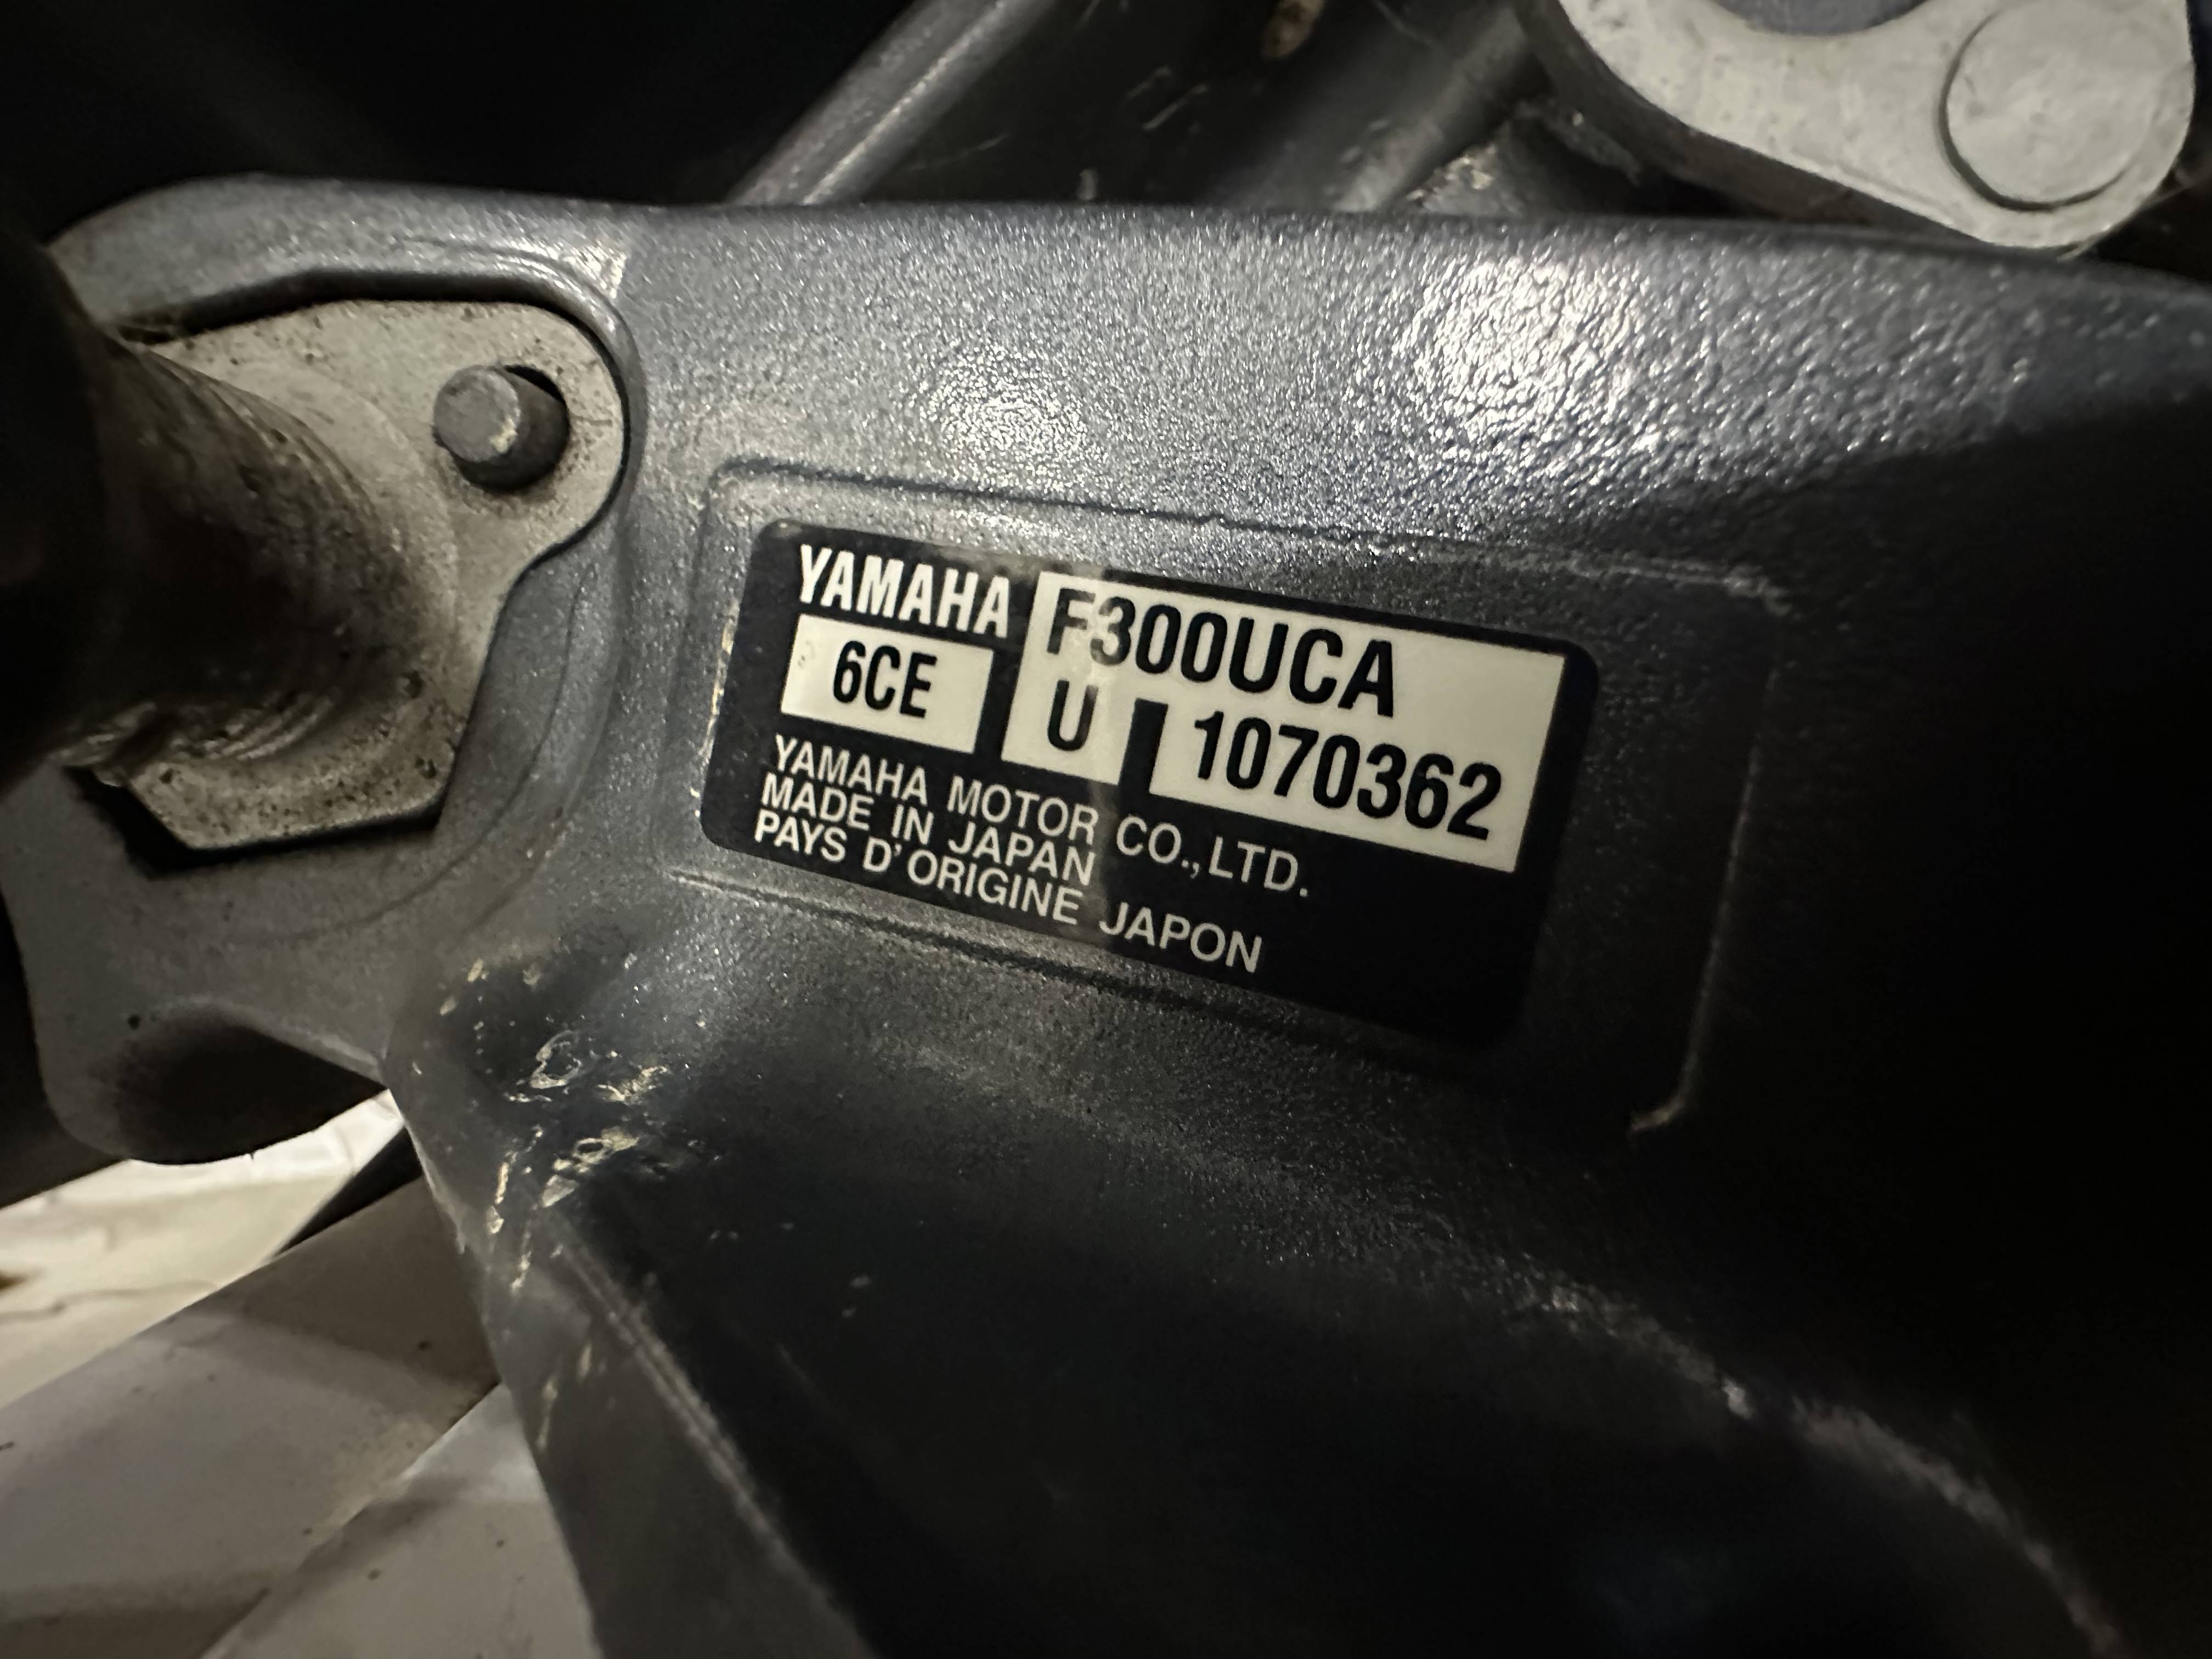 YAMAHA F300UCA
6CE U 1070362
YAMAHA MOTOR CO.,LTD.
MADE IN JAPAN
PAYS D'ORIGINE JAPON